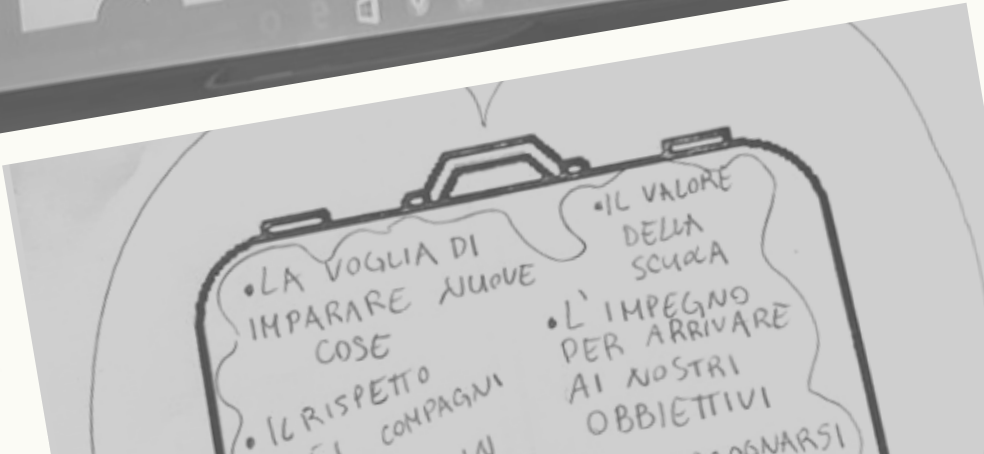 •LA VOGLIA DI
IMPARARE NUOVE
COSE
•IL RISPETTO
COMPAGNI
•IL VALORE
DELLA
SCUOLA
•L' IMPEGNO
PER ARRIVARE
AI NOSTRI
OBBIETTIVI